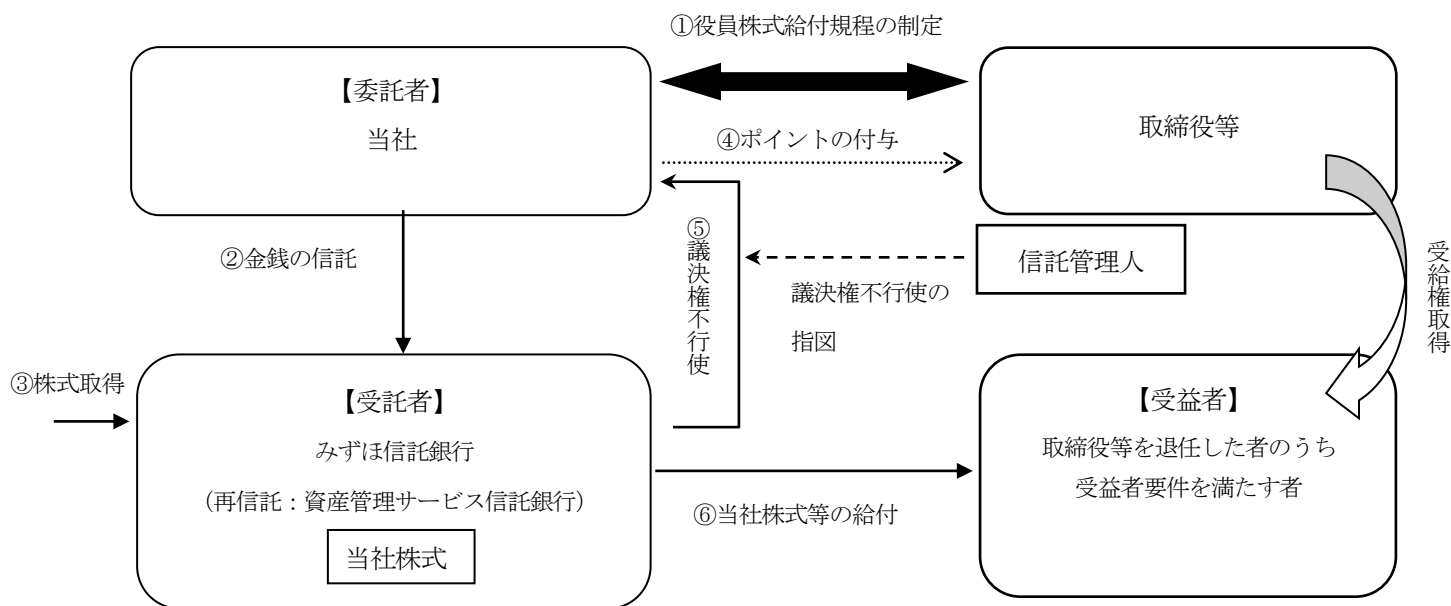 ①役員株式給付規程の制定
【委託者】
当社
取締役等
④ポイントの付与
②金銭の信託
⑤議決権不行使
信託管理人
議決権不行使の
指図
受給権取得
③株式取得
【受託者】
みずほ信託銀行
(再信託:資産管理サービス信託銀行)
当社株式
【受益者】
取締役等を退任した者のうち
受益者要件を満たす者
⑥当社株式等の給付